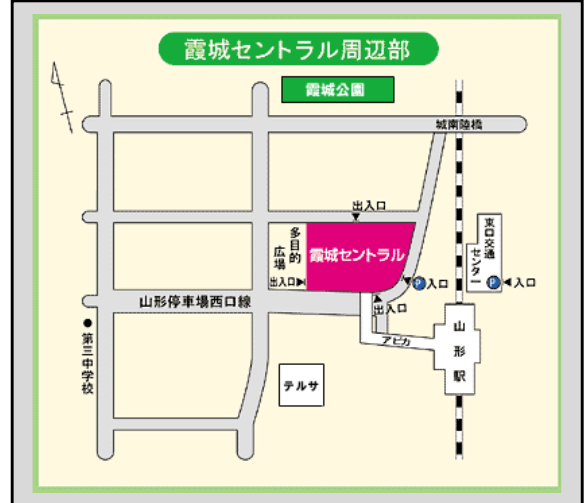 霞城セントラル周辺部
霞城公園
城南陸橋
出入口
多目的
広場
霞城セントラル
東口交通
センター
出入口
P入口
P
入口
山形停車場西口線
出入口
アピカ
山形駅
第三中学校
テルサ